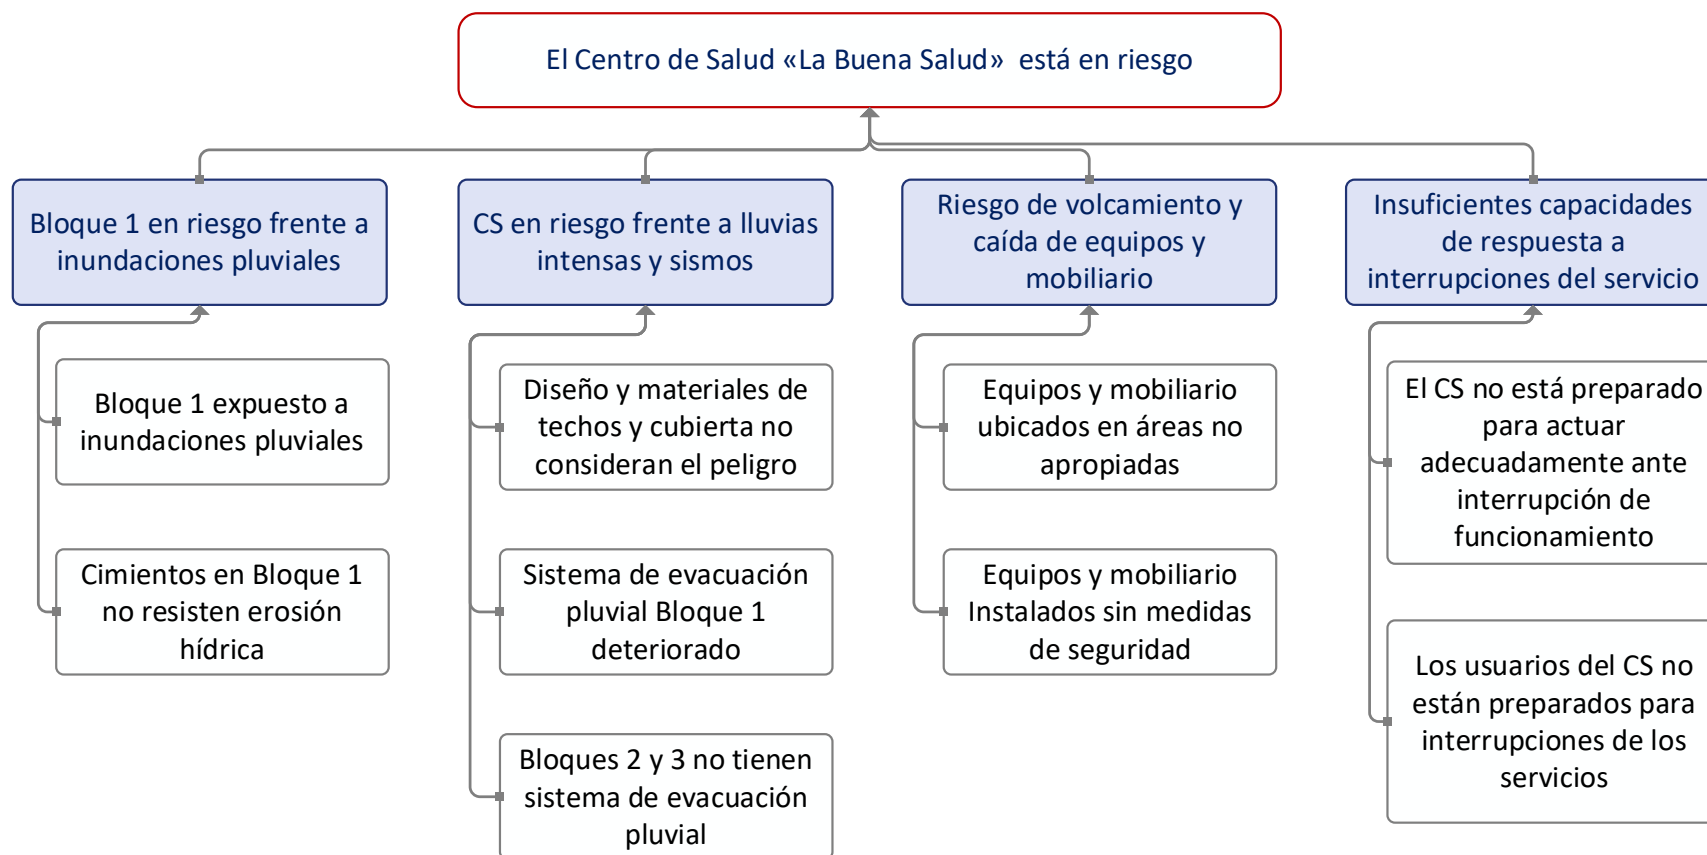 El Centro de Salud «La Buena Salud» está en riesgo
Bloque 1 en riesgo frente a
inundaciones pluviales
CS en riesgo frente a lluvias
intensas y sismos
Riesgo de volcamiento y
caída de equipos y
mobiliario
Insuficientes capacidades
de respuesta a
interrupciones del servicio
Bloque 1 expuesto a
inundaciones pluviales
Cimientos en Bloque 1
no resisten erosión
hídrica
Diseño y materiales de
techos y cubierta no
consideran el peligro
Sistema de evacuación
pluvial Bloque 1
deteriorado
Bloques 2 y 3 no tienen
sistema de evacuación
pluvial
Equipos y mobiliario
ubicados en áreas no
apropiadas
Equipos y mobiliario
Instalados sin medidas
de seguridad
El CS no está preparado
para actuar
adecuadamente ante
interrupción de
funcionamiento
Los usuarios del CS no
están preparados para
interrupciones de los
servicios